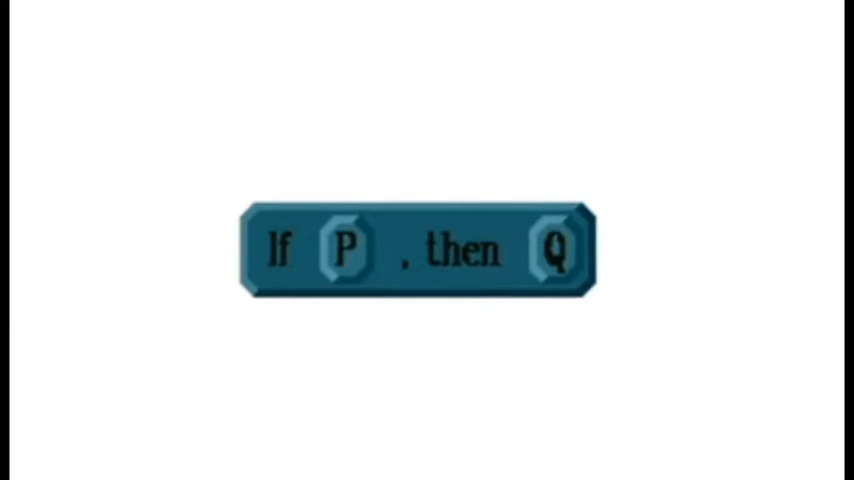 If P , then Q